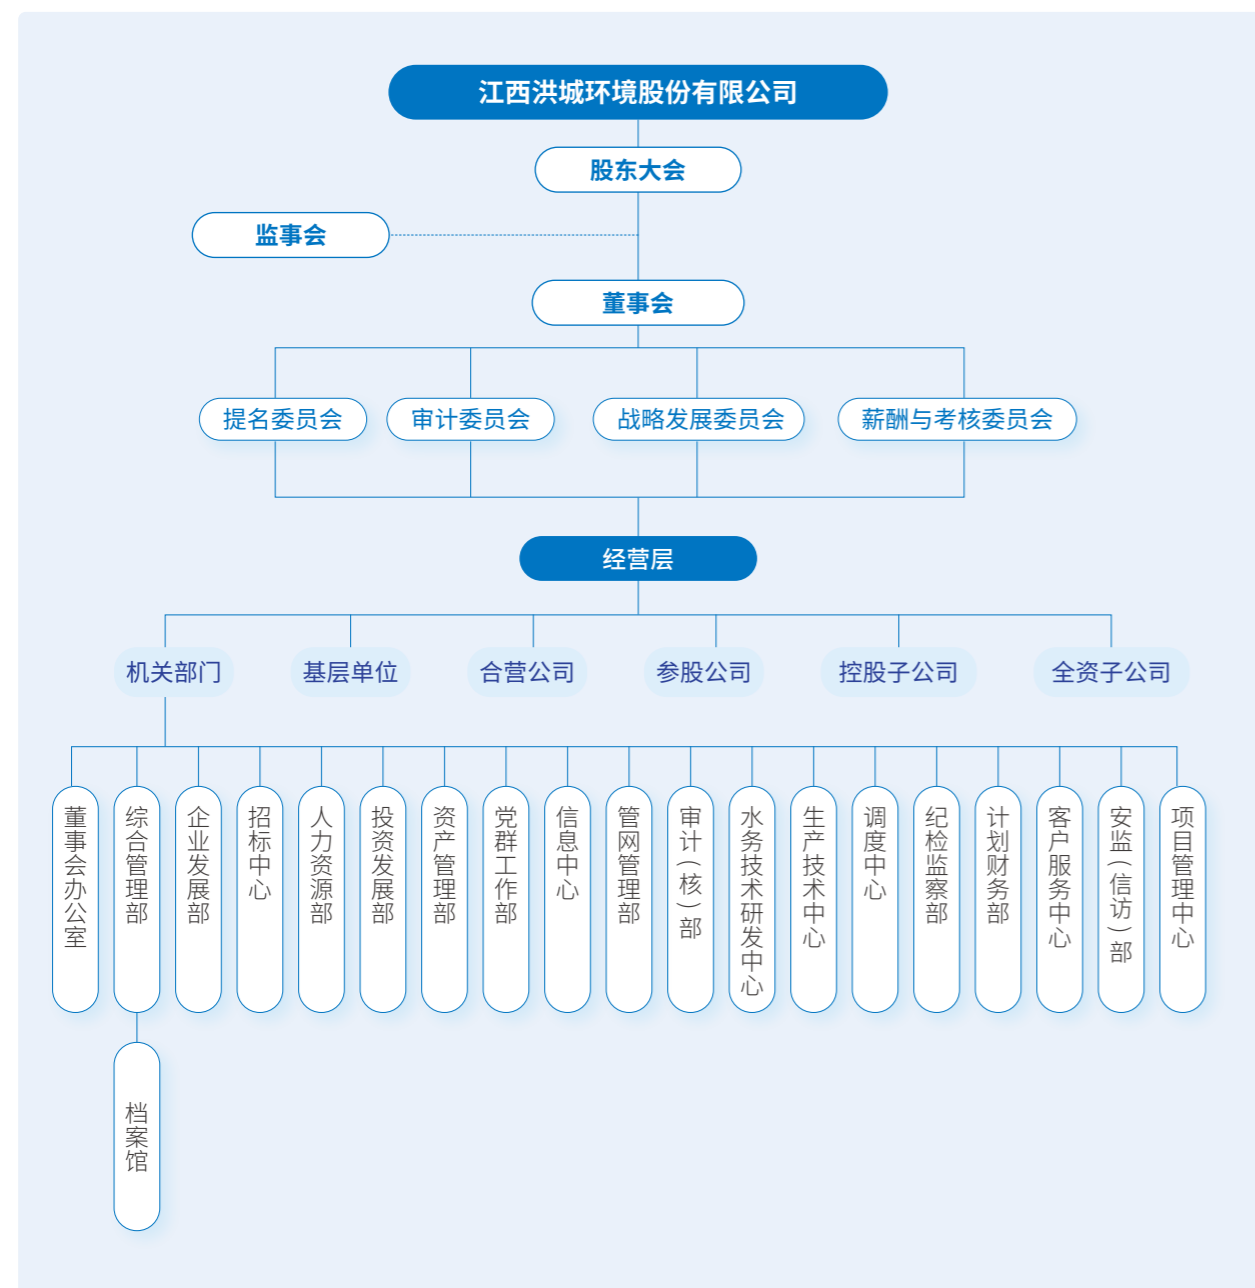 江西洪城环境股份有限公司
股东大会
监事会
董事会
提名委员会
审计委员会
战略发展委员会
薪酬与考核委员会
经营层
机关部门
基层单位
合营公司
参股公司
控股子公司
全资子公司
董事会办公室
综合管理部
企业发展部
招标中心
人力资源部
投资发展部
资产管理部
党群工作部
信息中心
管网管理部
审计(核)部
水务技术研发中心
生产技术中心
调度中心
纪检监察部
计划财务部
客户服务中心
安监(信访)部
项目管理中心
档案馆